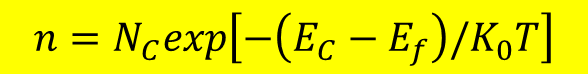 n = N_C exp[−(E_C − E_f)/K_0T]